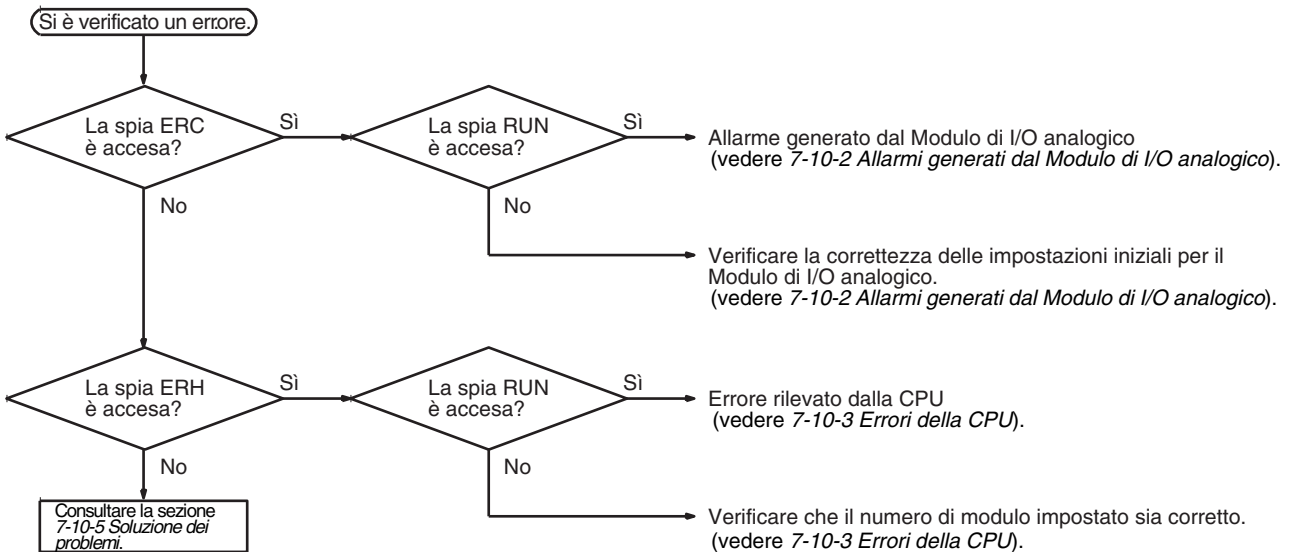 Si è verificato un errore.
La spia ERC
è accesa?
Sì
La spia RUN
è accesa?
Sì
Allarme generato dal Modulo di I/O analogico
(vedere 7-10-2 Allarmi generati dal Modulo di I/O analogico).
No
No
Verificare la correttezza delle impostazioni iniziali per il
Modulo di I/O analogico.
(vedere 7-10-2 Allarmi generati dal Modulo di I/O analogico).
La spia ERH
è accesa?
Sì
La spia RUN
è accesa?
Sì
Errore rilevato dalla CPU
(vedere 7-10-3 Errori della CPU).
No
No
Consultare la sezione
7-10-5 Soluzione dei
problemi.
Verificare che il numero di modulo impostato sia corretto.
(vedere 7-10-3 Errori della CPU).